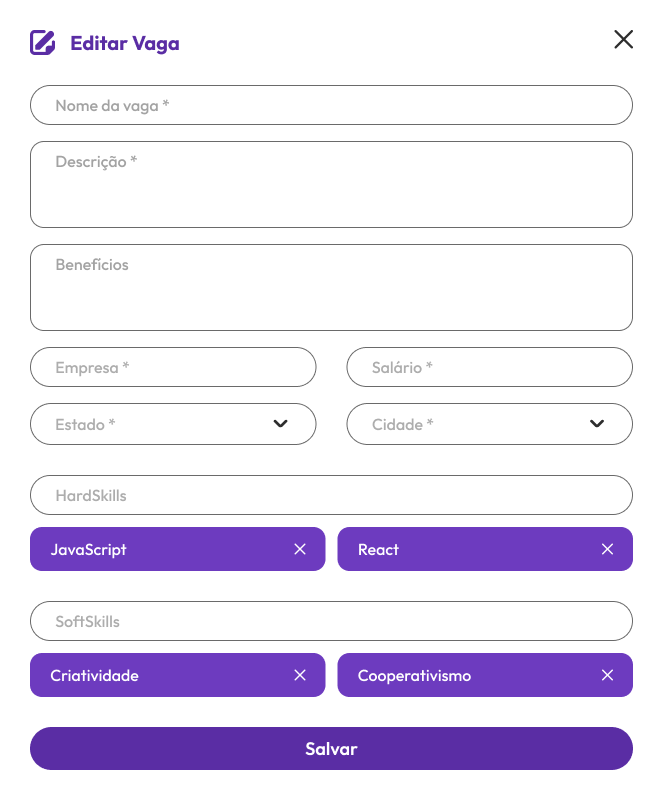 Editar Vaga
Nome da vaga *
Descrição *
Benefícios
Empresa *
Salário *
Estado *
Cidade *
HardSkills
JavaScript
React
SoftSkills
Criatividade
Cooperativismo
Salvar